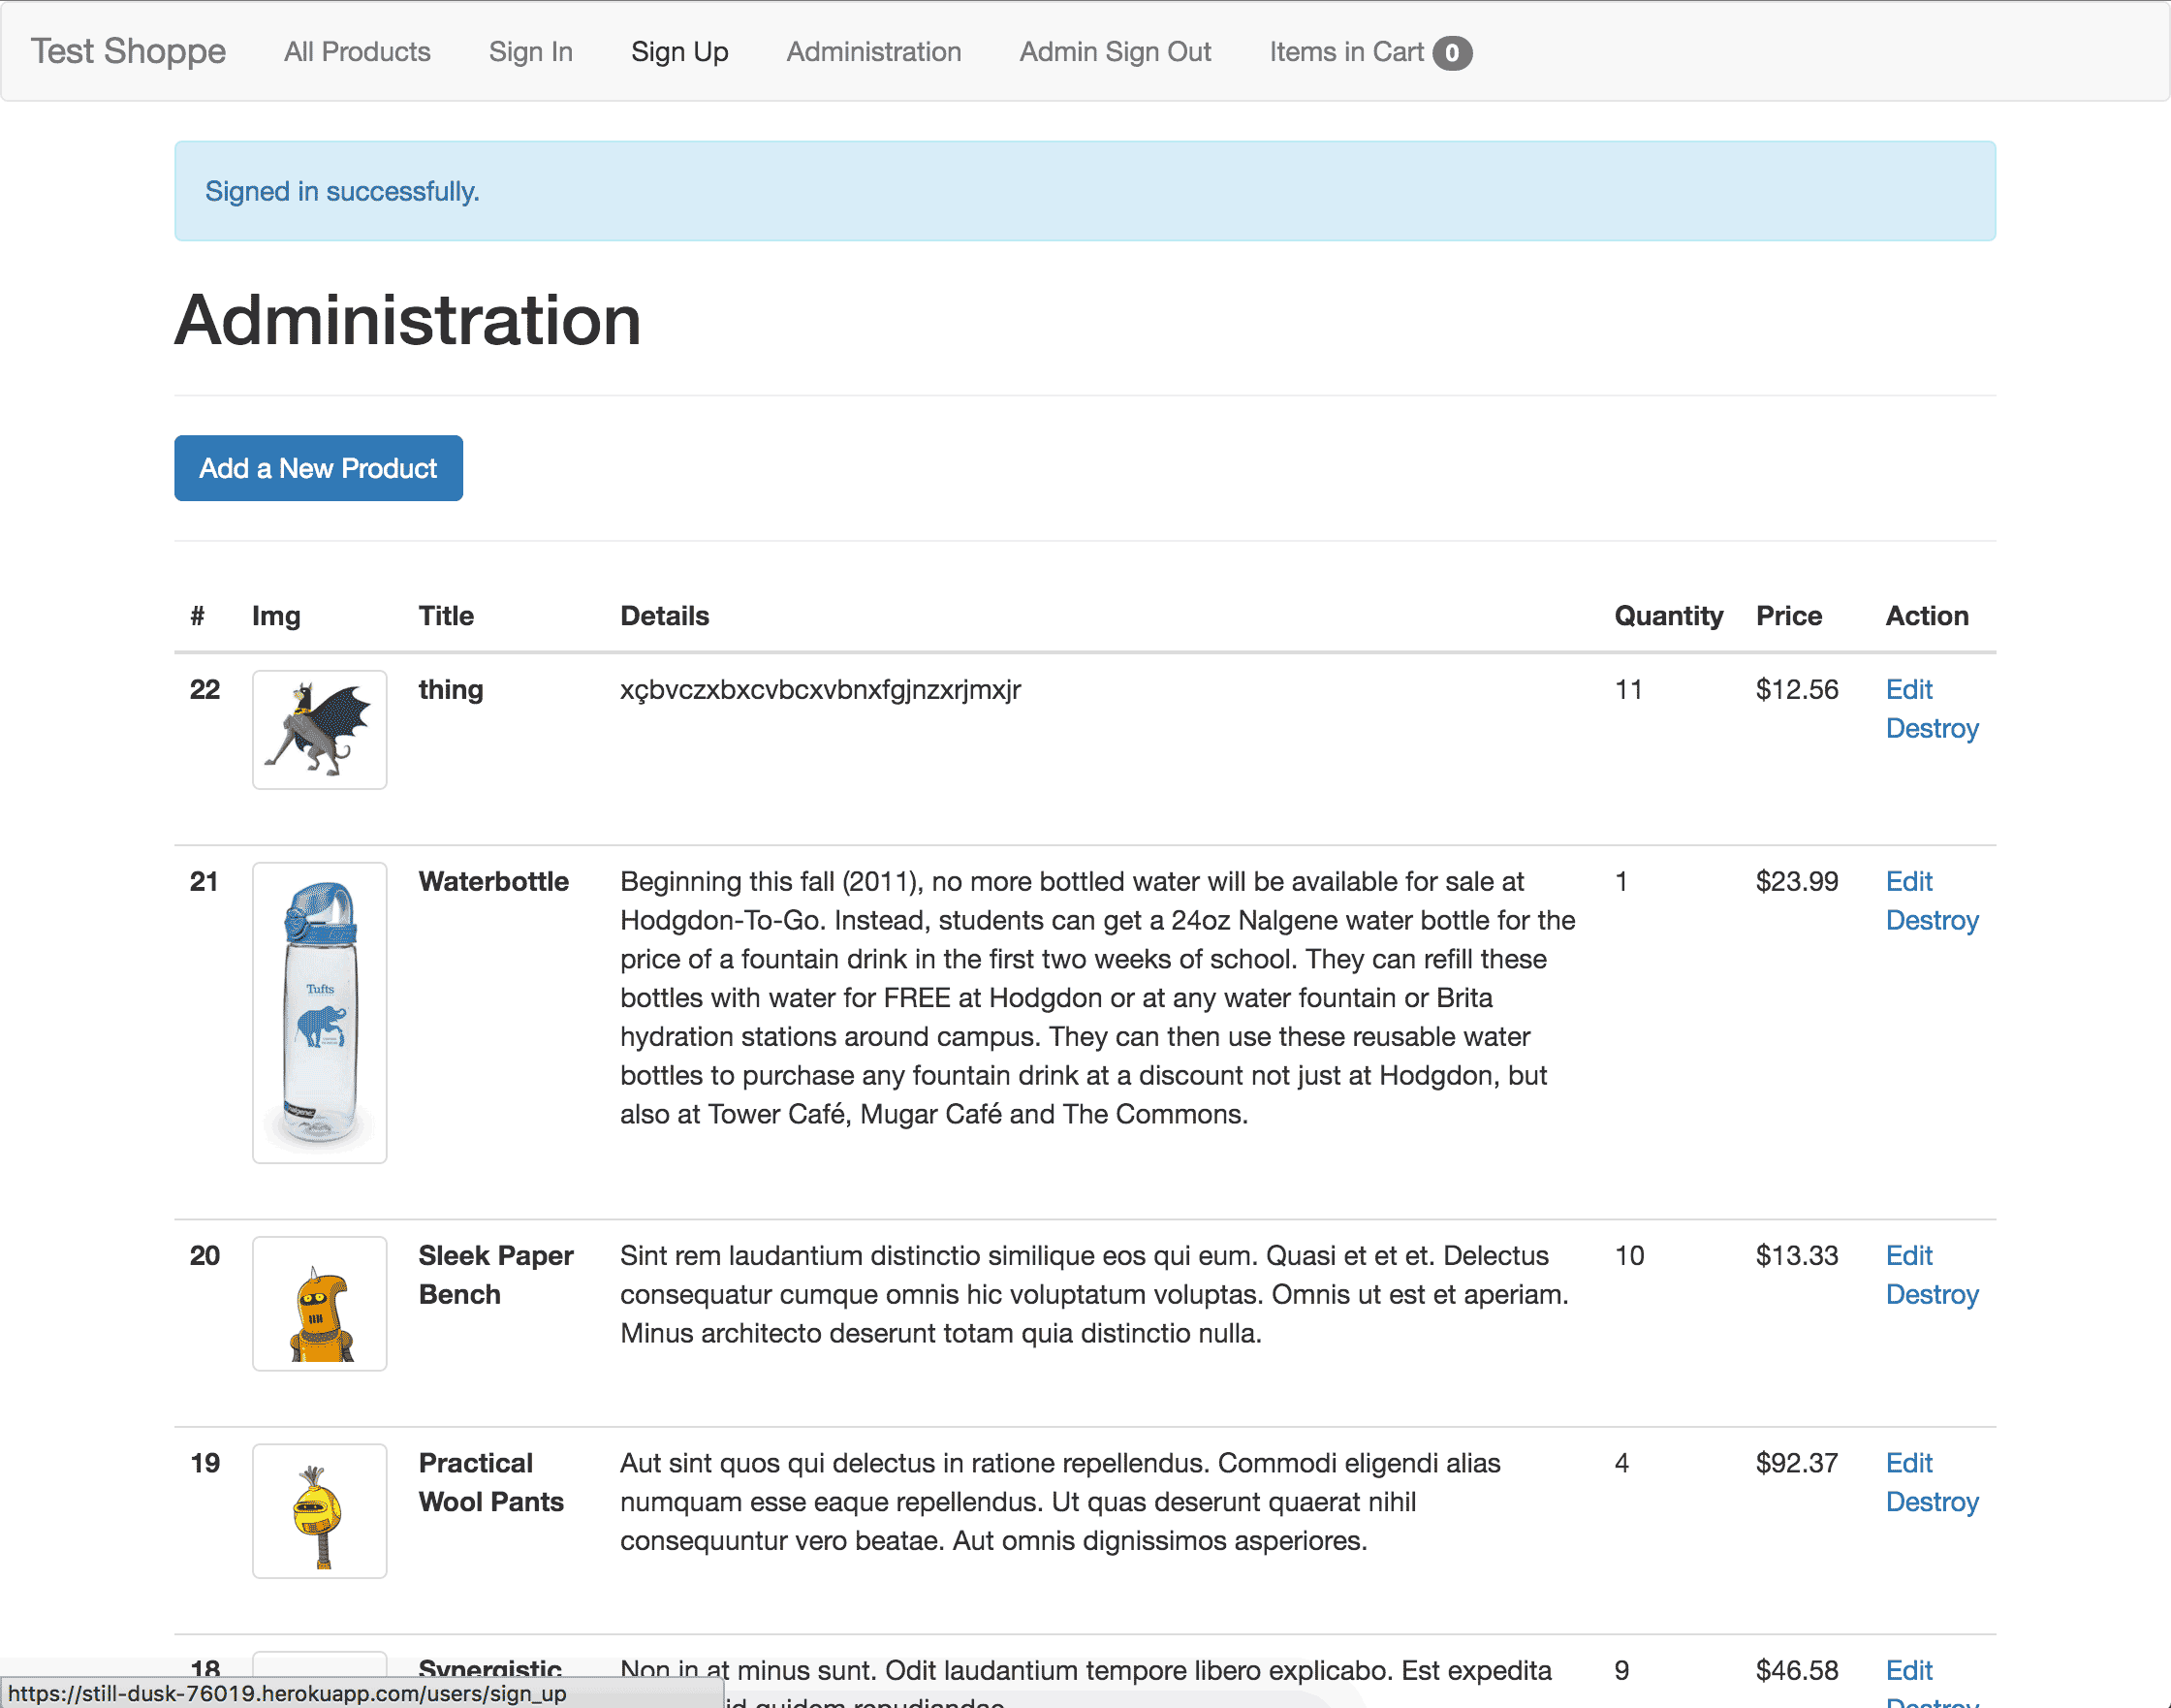 Test Shoppe All Products Sign In Sign Up Administration Admin Sign Out Items in Cart 0
Signed in successfully.
Administration
Add a New Product
# Img Title Details Quantity Price Action
22 thing xçbvczxbxcvbcxvbnxfgjnzxrjmxjr 11 $12.56 Edit
Destroy
21 Waterbottle Beginning this fall (2011), no more bottled water will be available for sale at 1 $23.99 Edit
Hodgdon-To-Go. Instead, students can get a 24oz Nalgene water bottle for the Destroy
price of a fountain drink in the first two weeks of school. They can refill these
bottles with water for FREE at Hodgdon or at any water fountain or Brita
hydration stations around campus. They can then use these reusable water
bottles to purchase any fountain drink at a discount not just at Hodgdon, but
also at Tower Café, Mugar Café and The Commons.
Tufts
20 Sleek Paper Sint rem laudantium distinctio similique eos qui eum. Quasi et et et. Delectus 10 $13.33 Edit
Bench consequatur cumque omnis hic voluptatum voluptas. Omnis ut est et aperiam. Destroy
Minus architecto deserunt totam quia distinctio nulla.
19 Practical Aut sint quos qui delectus in ratione repellendus. Commodi eligendi alias 4 $92.37 Edit
Wool Pants numquam esse eaque repellendus. Ut quas deserunt quaerat nihil Destroy
consequuntur vero beatae. Aut omnis dignissimos asperiores.
18 Synergistic Non in at minus sunt. Odit laudantium tempore libero explicabo. Est expedita 9 $46.58 Edit
id quidem repudiandae Destroy
https://still-dusk-76019.herokuapp.com/users/sign_up